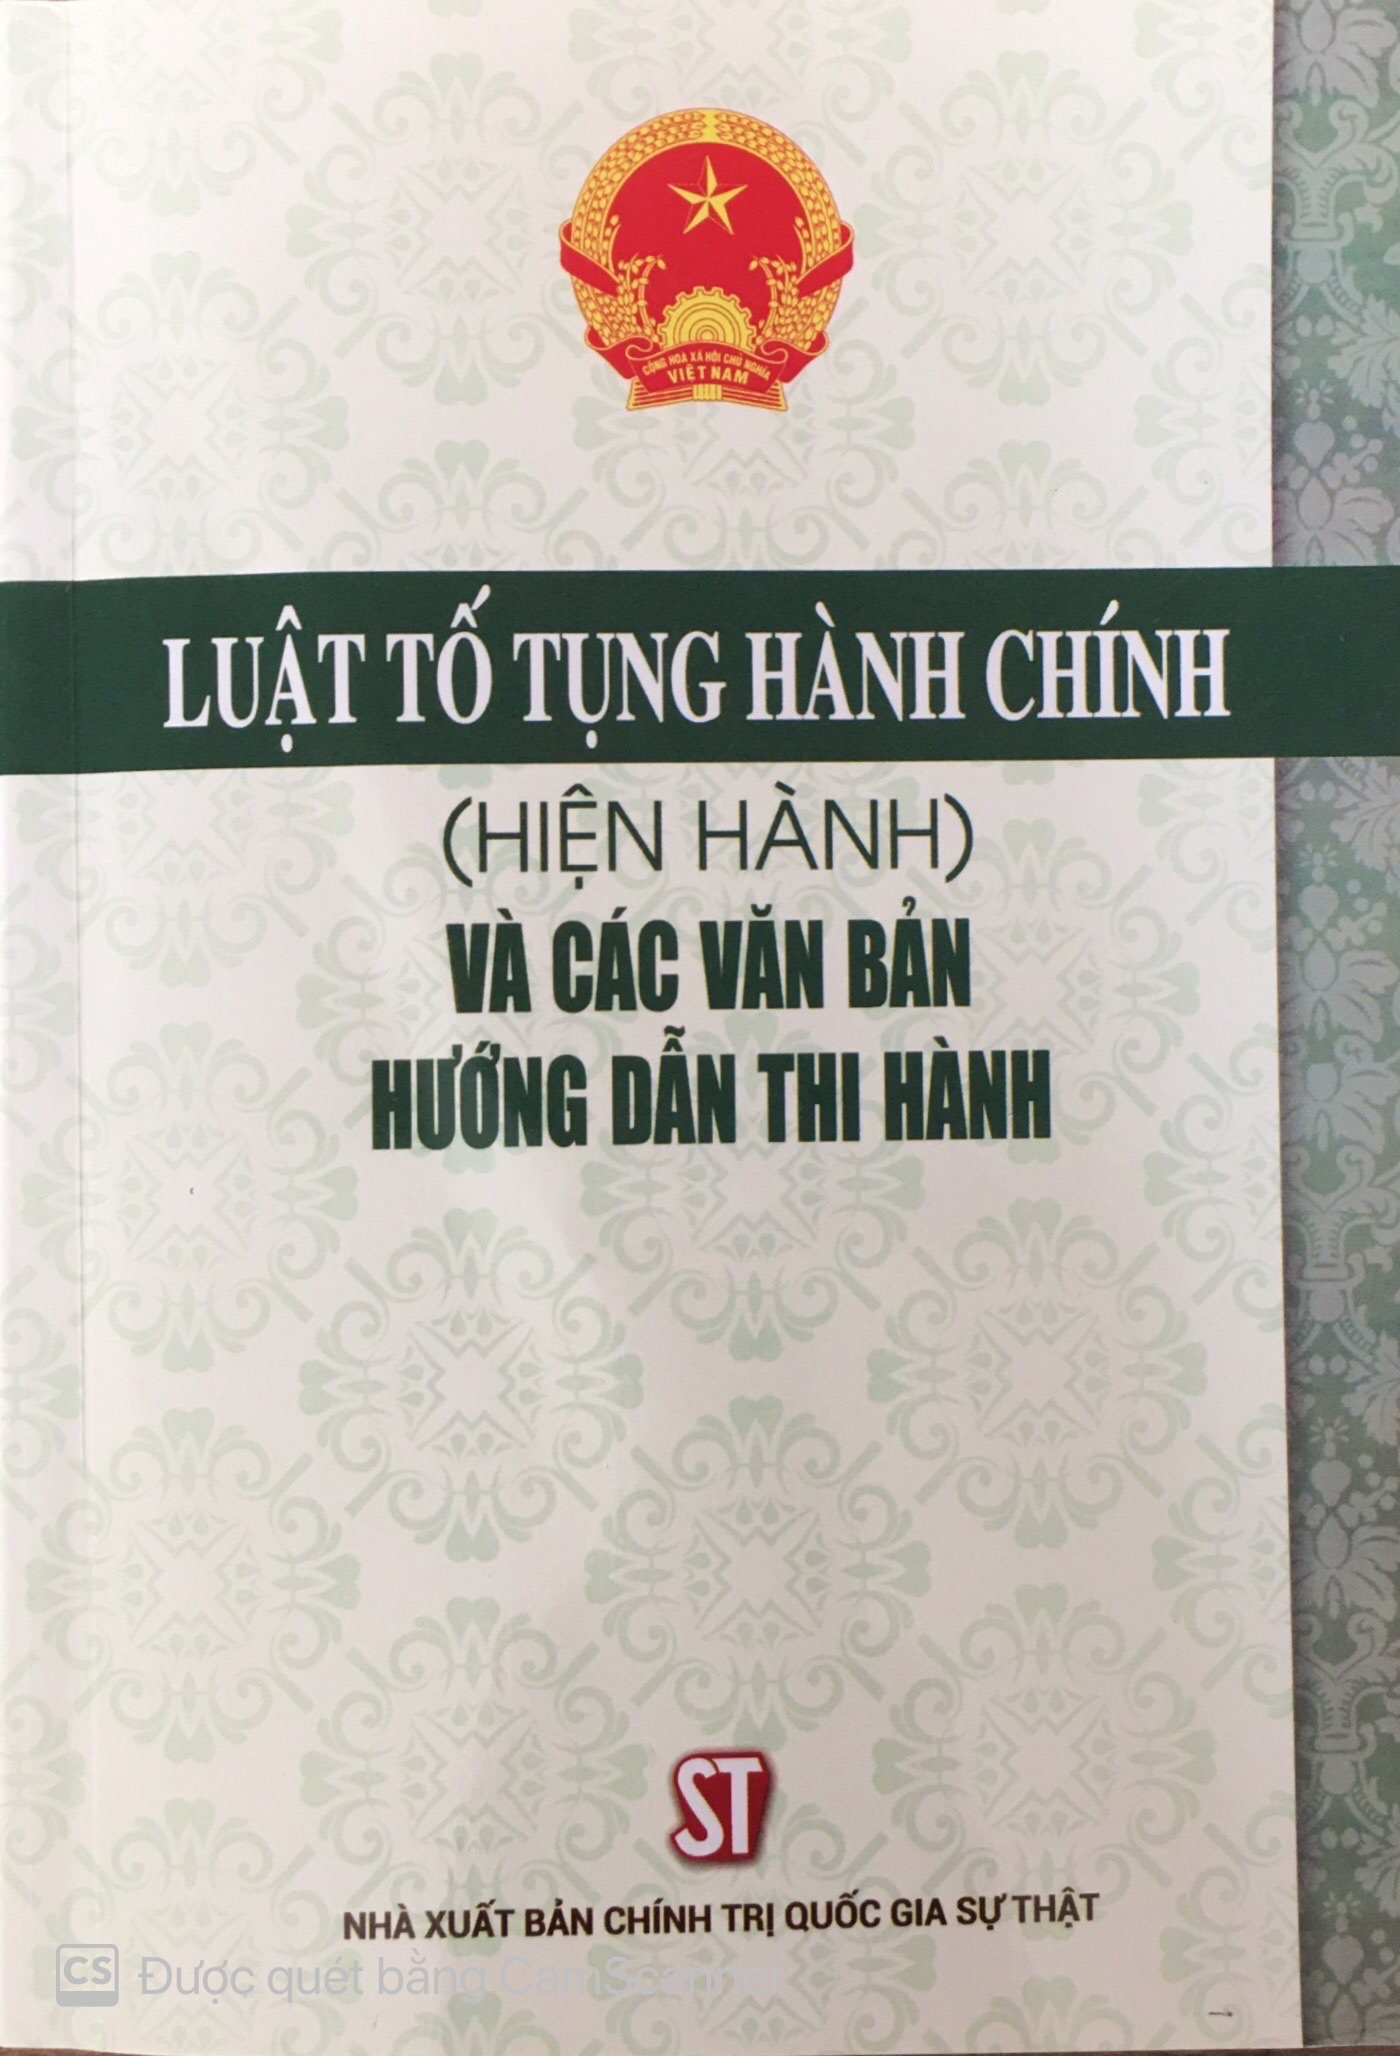 CỘNG HOA XÃ HỘI CHỦ NGHĨA
VIỆT NAM
LUẬT TỐ TỤNG HÀNH CHÍNH
(HIỆN HÀNH)
VÀ CÁC VĂN BẢN
HƯỚNG DẪN THI HÀNH
ST
NHÀ XUẤT BẢN CHÍNH TRỊ QUỐC GIA SỰ THẬT
CS Được quét bằng CamScanner